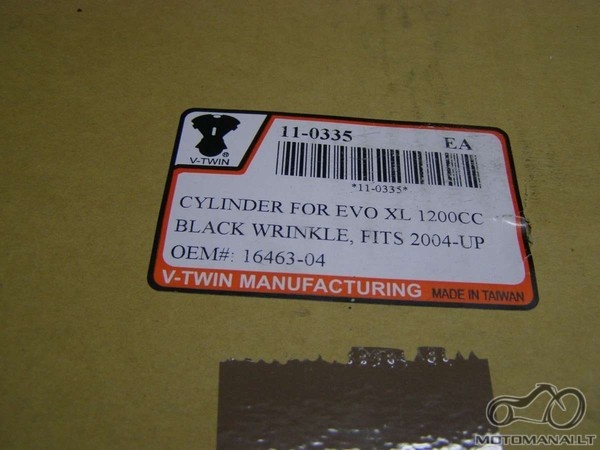 11-0335 EA
V-TWIN ®
*11-0335*
CYLINDER FOR EVO XL 1200CC
BLACK WRINKLE, FITS 2004-UP
OEM#: 16463-04
V-TWIN MANUFACTURING MADE IN TAIWAN
MOTOMANAI.LT